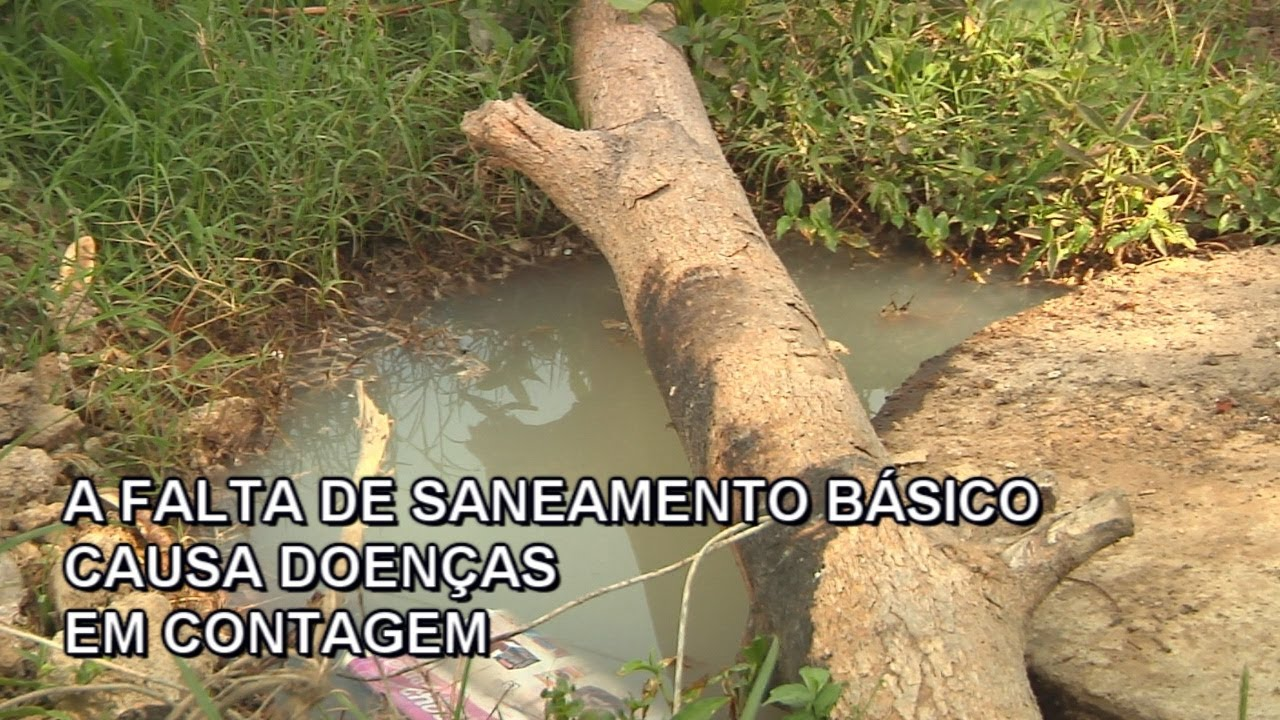 A FALTA DE SANEAMENTO BÁSICO
CAUSA DOENÇAS
EM CONTAGEM